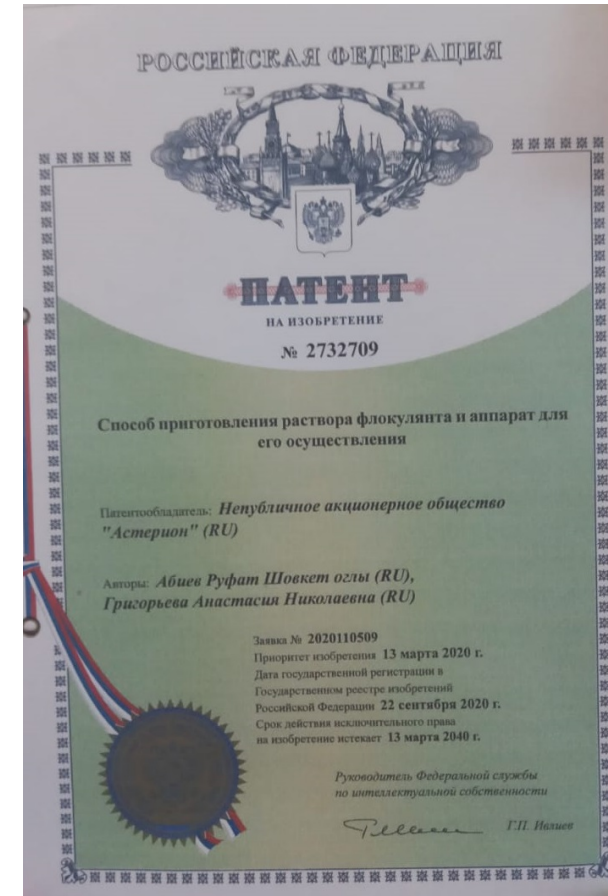 РОССИЙСКАЯ ФЕДЕРАЦИЯ
ПАТЕНТ
НА ИЗОБРЕТЕНИЕ
№ 2732709
Способ приготовления раствора флокулянта и аппарат для
его осуществления
Патентообладатель: Непубличное акционерное общество
"Астерион" (RU)
Авторы: Абиев Руфат Шовкет оглы (RU),
Григорьева Анастасия Николаевна (RU)
Заявка № 2020110509
Приоритет изобретения 13 марта 2020 г.
Дата государственной регистрации в
Государственном реестре изобретений
Российской Федерации 22 сентября 2020 г.
Срок действия исключительного права
на изобретение истекает 13 марта 2040 г.
Руководитель Федеральной службы
по интеллектуальной собственности
Г.П. Ивлиев